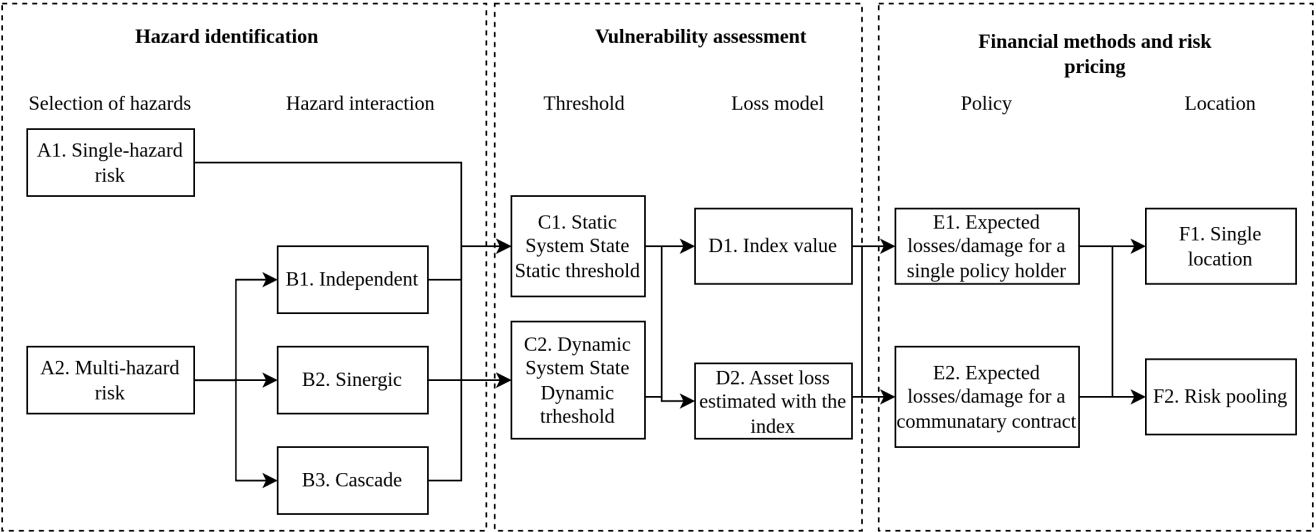 Hazard identification
Selection of hazards
Hazard interaction
A1. Single-hazard
risk
B1. Independent
A2. Multi-hazard
risk
B2. Sinergic
B3. Cascade
Vulnerability assessment
Threshold
Loss model
C1. Static
System State
Static threshold
D1. Index value
C2. Dynamic
System State
Dynamic
trheshold
D2. Asset loss
estimated with the
index
Financial methods and risk
pricing
Policy
Location
E1. Expected
losses/damage for a
single policy holder
F1. Single
location
E2. Expected
losses/damage for a
communatary contract
F2. Risk pooling